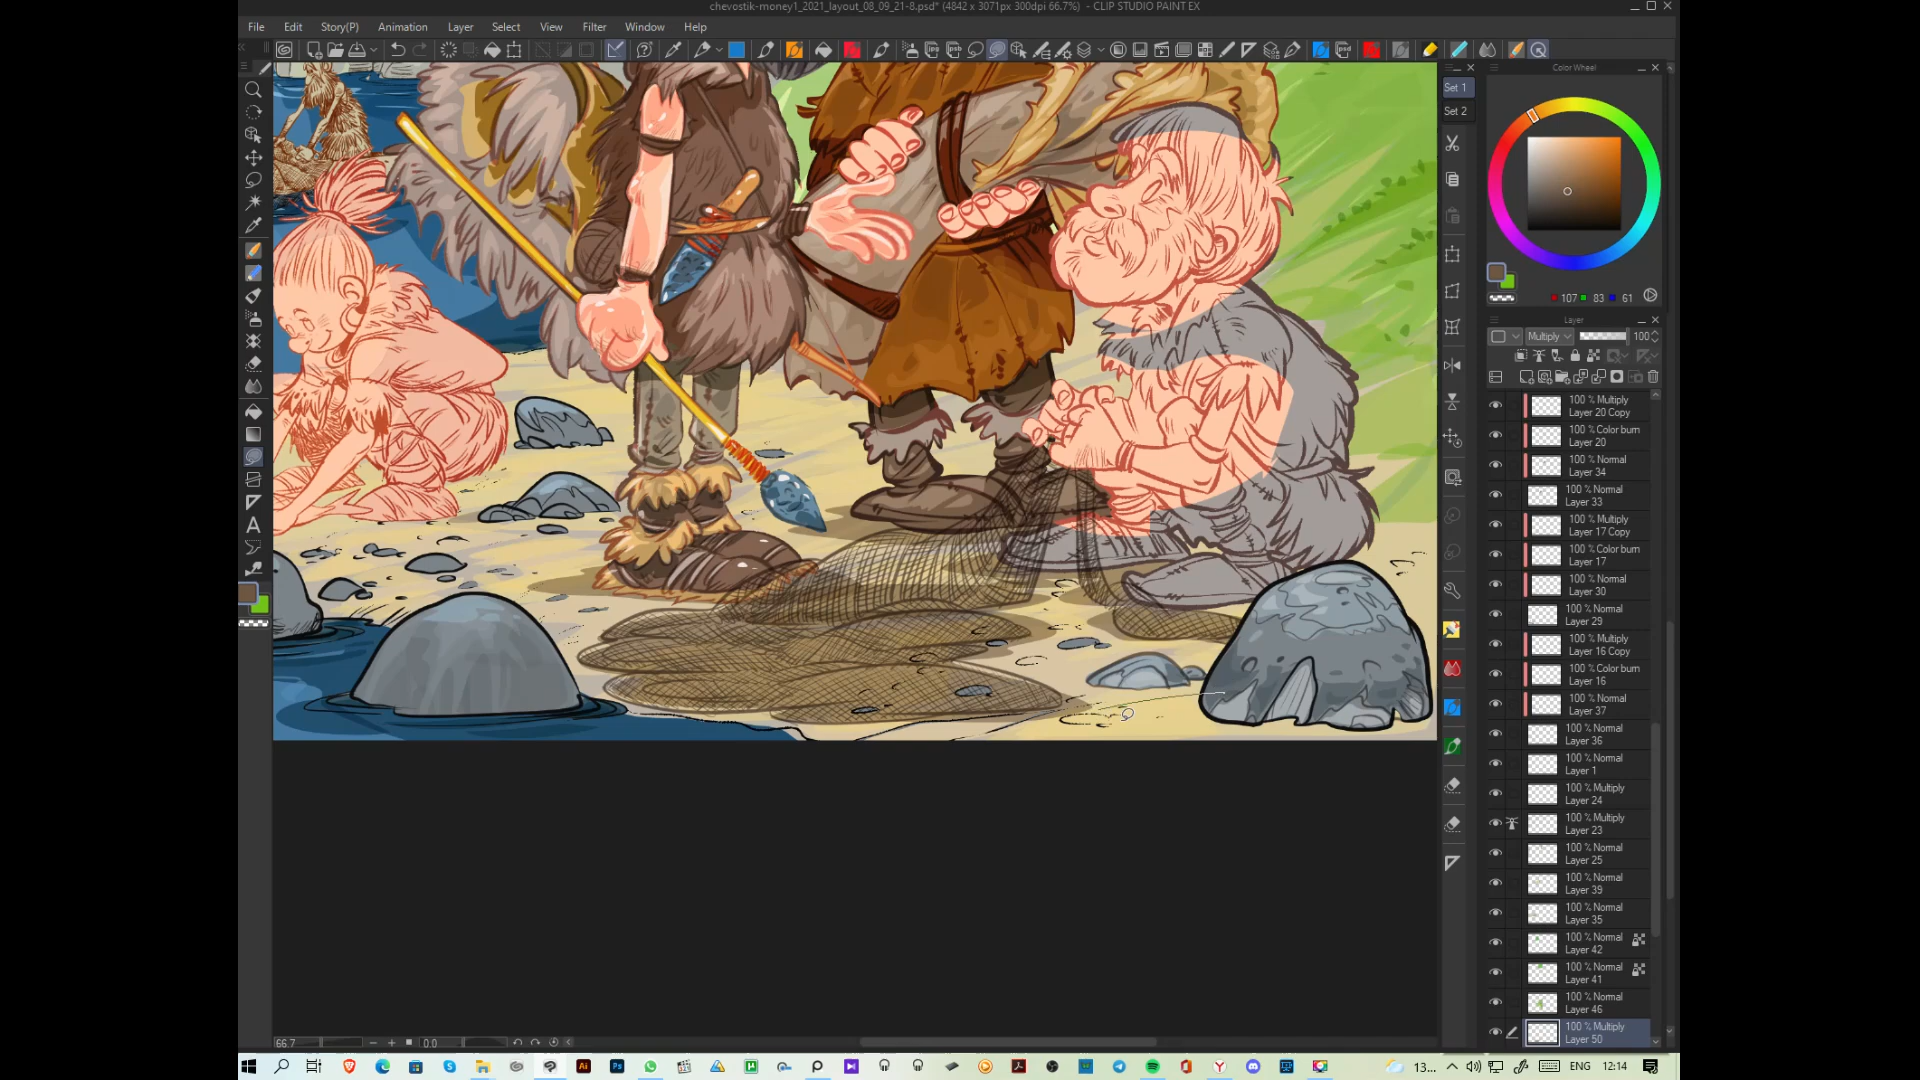 chevostik-money1_2021_layout_08_09_21-8.psd* (4842 x 3071px 300dpi 66.7%) - CLIP STUDIO PAINT EX
File Edit Story(P) Animation Layer Select View Filter Window Help
Color Wheel
Set 1
Set 2
107 83 61
Layer
Multiply 100
100 % Multiply
Layer 20 Copy
100 % Color burn
Layer 20
100 % Normal
Layer 34
100 % Normal
Layer 33
100 % Multiply
Layer 17 Copy
100 % Color burn
Layer 17
100 % Normal
Layer 30
100 % Normal
Layer 29
100 % Multiply
Layer 16 Copy
100 % Color burn
Layer 16
100 % Normal
Layer 37
100 % Normal
Layer 36
100 % Normal
Layer 1
100 % Multiply
Layer 24
100 % Multiply
Layer 23
100 % Normal
Layer 25
100 % Normal
Layer 39
100 % Normal
Layer 35
100 % Normal
Layer 42
100 % Normal
Layer 41
100 % Normal
Layer 46
100 % Multiply
Layer 50
66.7 0.0
13... ENG 12:14